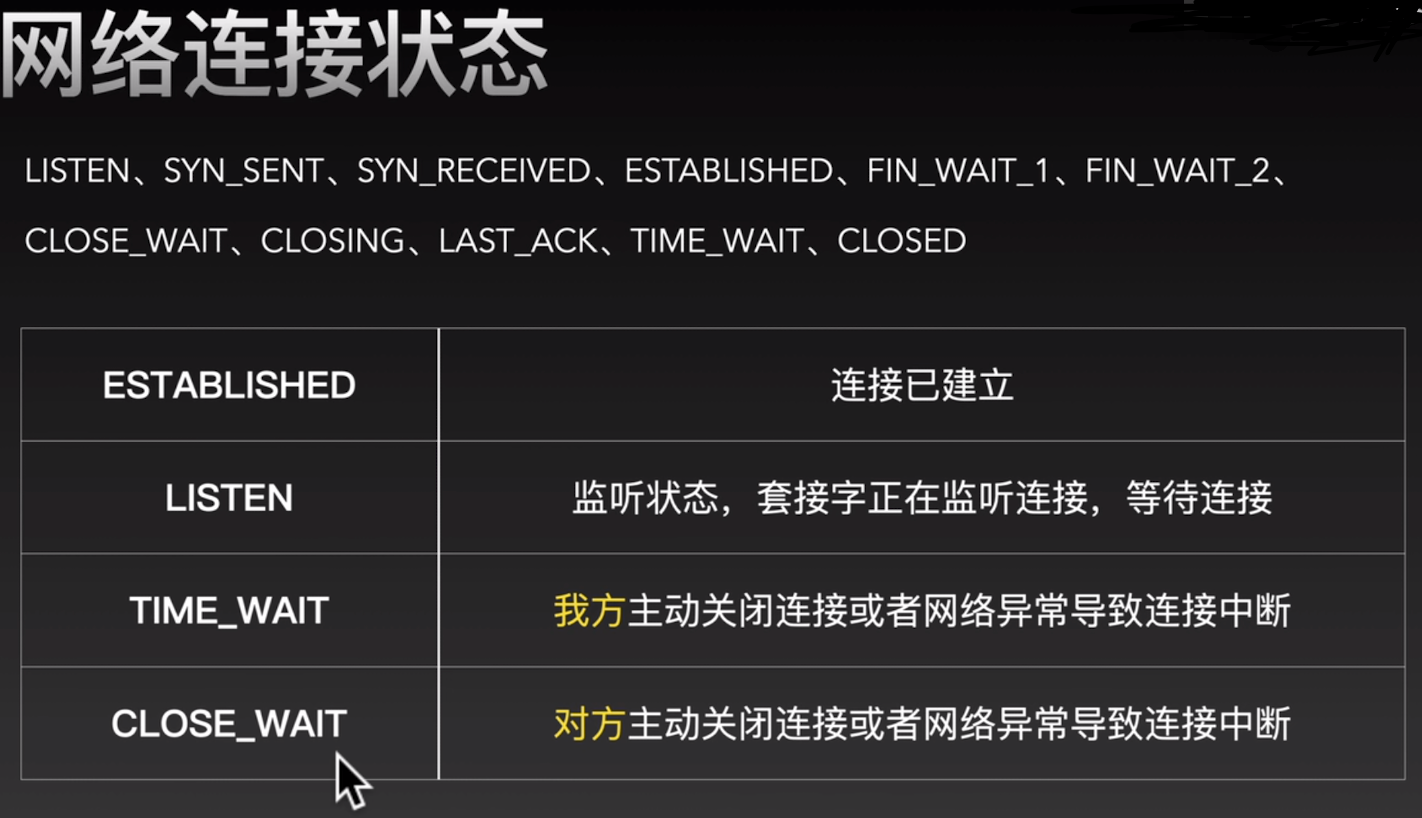 网络连接状态
LISTEN、SYN_SENT、SYN_RECEIVED、ESTABLISHED、FIN_WAIT_1、FIN_WAIT_2、
CLOSE_WAIT、CLOSING、LAST_ACK、TIME_WAIT、CLOSED
ESTABLISHED 连接已建立
LISTEN 监听状态，套接字正在监听连接，等待连接
TIME_WAIT 我方主动关闭连接或者网络异常导致连接中断
CLOSE_WAIT 对方主动关闭连接或者网络异常导致连接中断